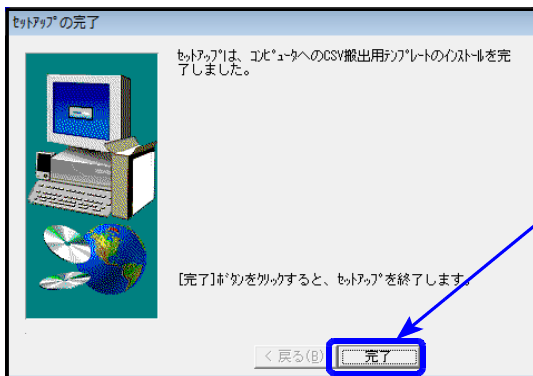 ｾｯﾄｱｯﾌﾟの完了
ｾｯﾄｱｯﾌﾟは、ｺﾝﾋﾟｭｰﾀへのCSV搬出用ﾃﾝﾌﾟﾚｰﾄのｲﾝｽﾄｰﾙを完
了しました。
[完了]ﾎﾞﾀﾝをｸﾘｯｸすると、ｾｯﾄｱｯﾌﾟを終了します。
< 戻る(B)
完了